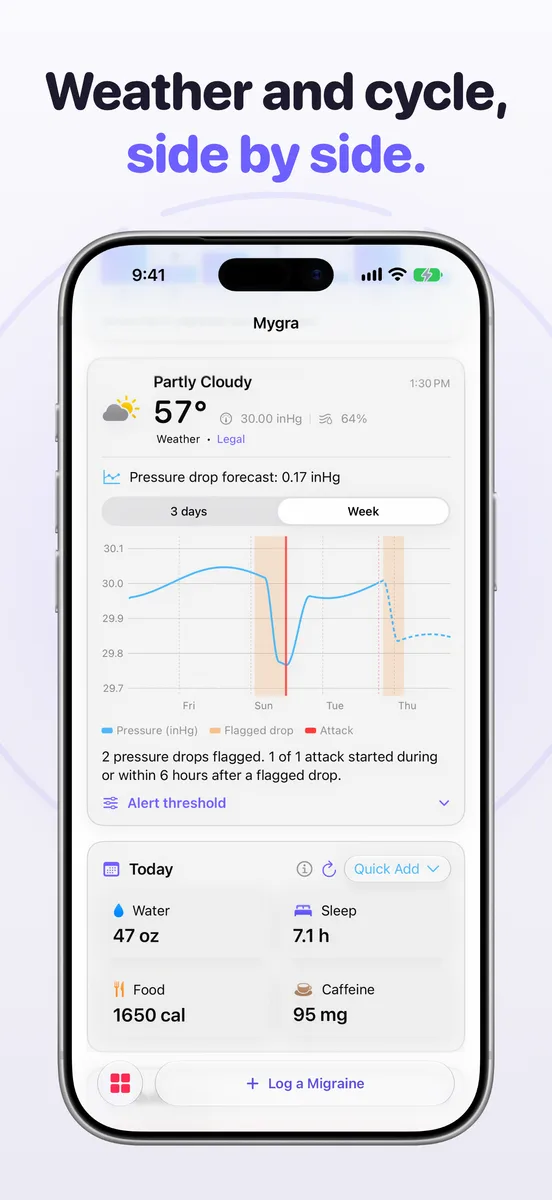 Weather and cycle,
side by side.
9:41
Mygra
Partly Cloudy
1:30 PM
57°
30.00 inHg
64%
Weather • Legal
Pressure drop forecast: 0.17 inHg
3 days
Week
30.1
30.0
29.9
29.8
29.7
Fri
Sun
Tue
Thu
Pressure (inHg)
Flagged drop
Attack
2 pressure drops flagged. 1 of 1 attack started during
or within 6 hours after a flagged drop.
Alert threshold
Today
Quick Add
Water
47 oz
Sleep
7.1 h
Food
1650 cal
Caffeine
95 mg
+ Log a Migraine